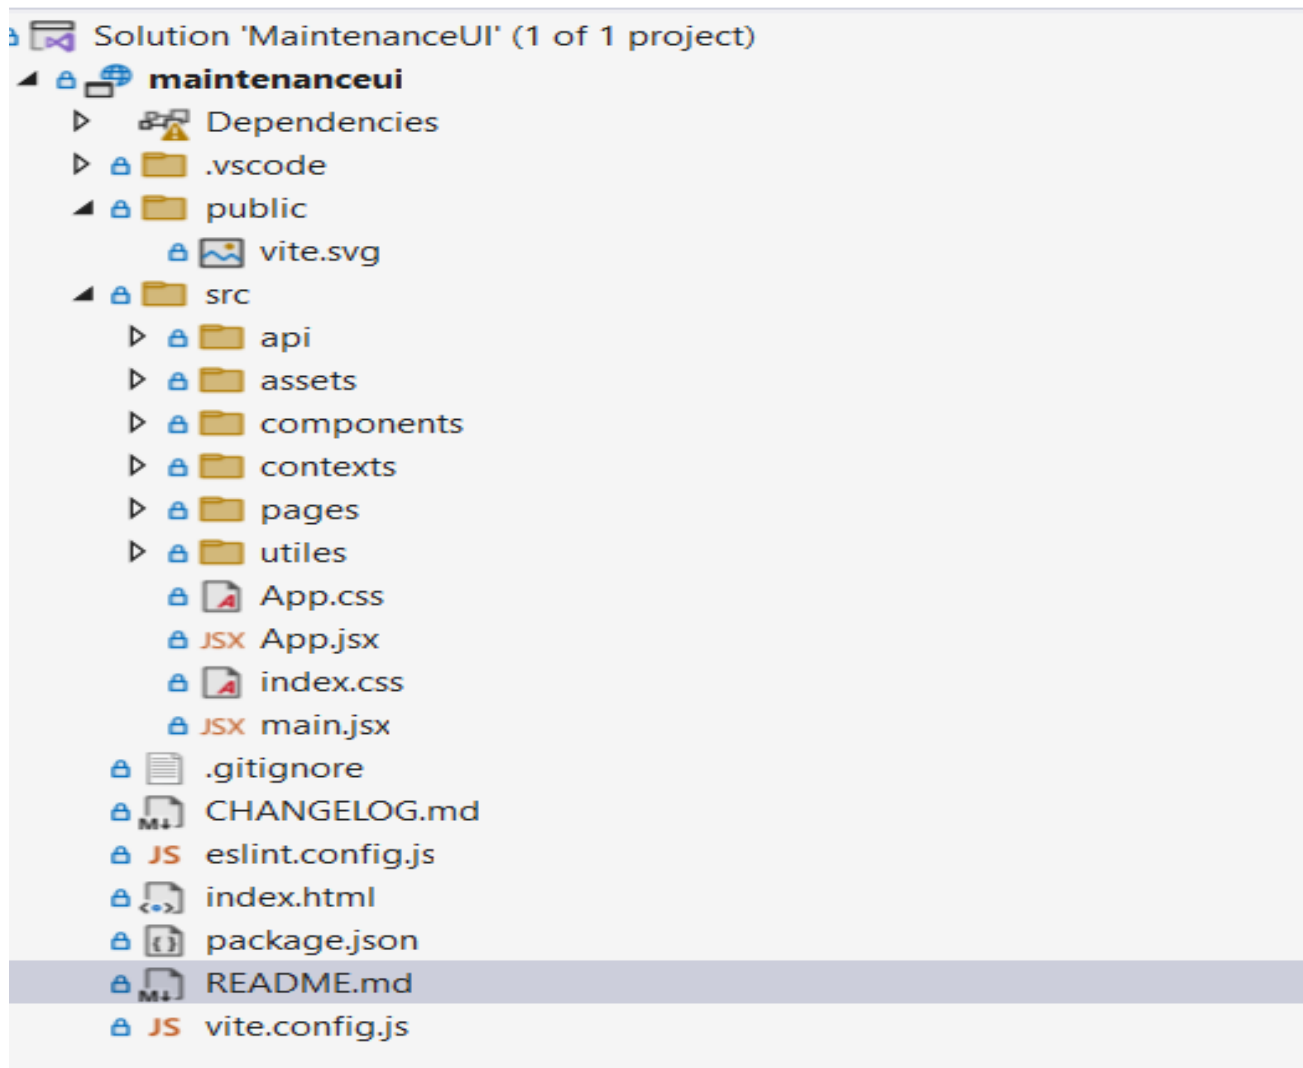 Solution 'MaintenanceUI' (1 of 1 project)
maintenanceui
Dependencies
.vscode
public
vite.svg
src
api
assets
components
contexts
pages
utiles
App.css
JSX App.jsx
index.css
JSX main.jsx
.gitignore
M↓ CHANGELOG.md
JS eslint.config.js
index.html
package.json
M↓ README.md
JS vite.config.js